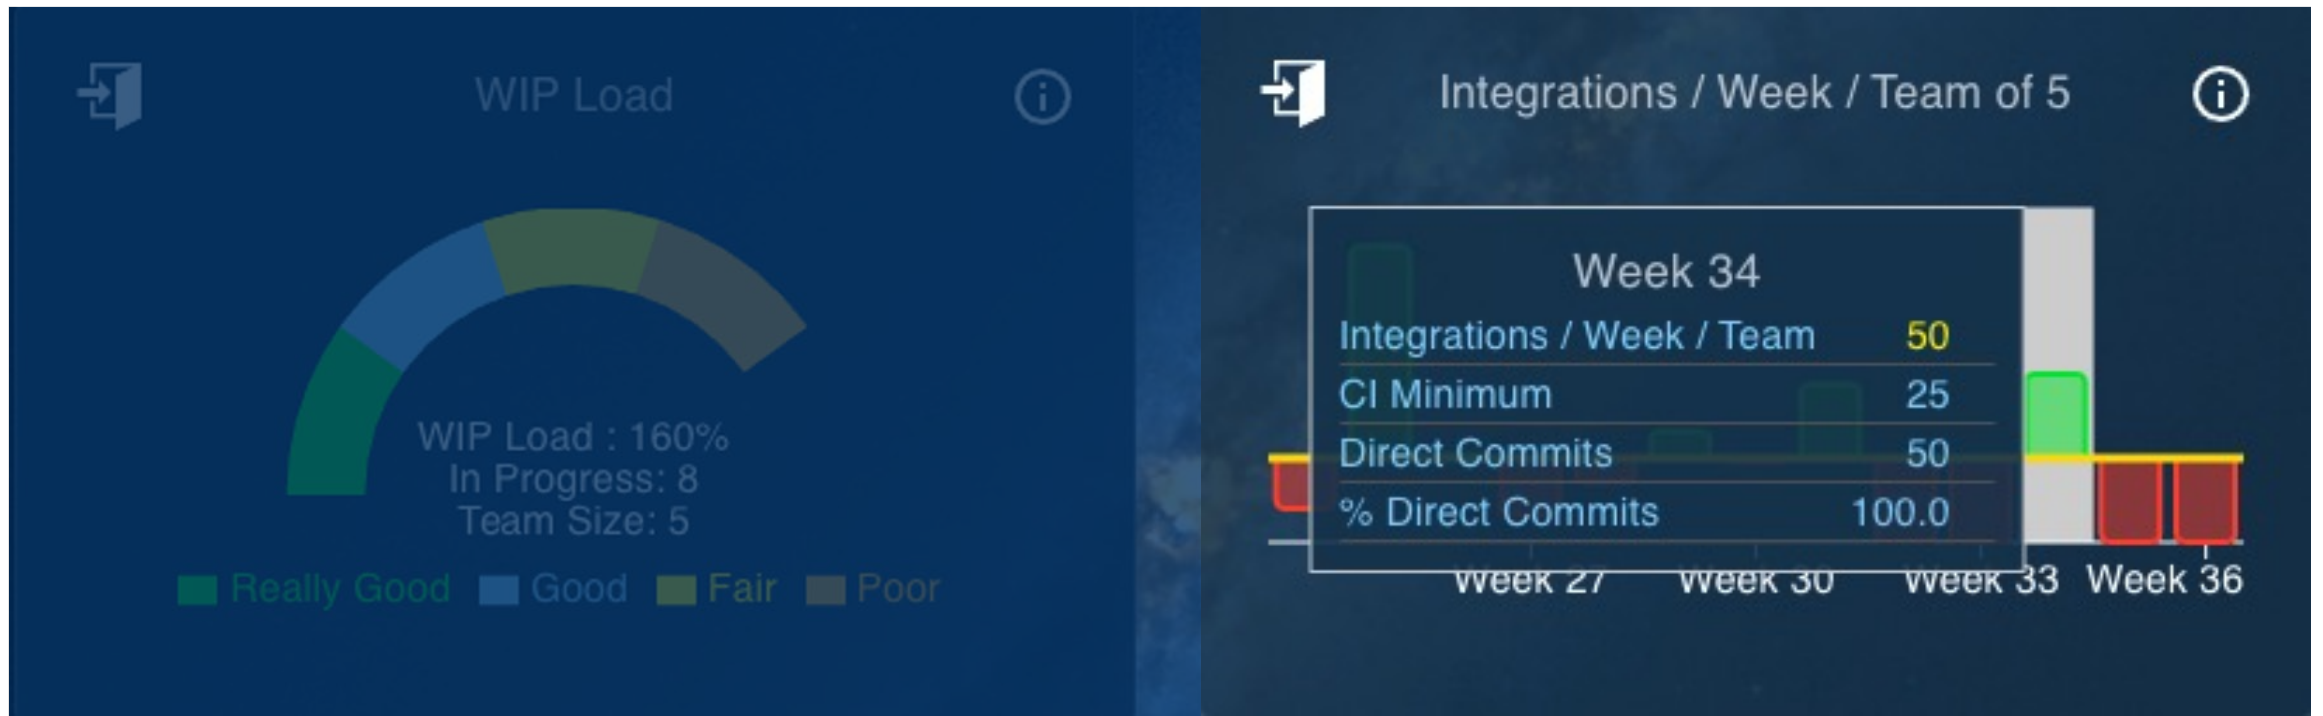 WIP Load
WIP Load : 160%
In Progress: 8
Team Size: 5
Really Good Good Fair Poor
Integrations / Week / Team of 5
Week 34
Integrations / Week / Team 50
CI Minimum 25
Direct Commits 50
% Direct Commits 100.0
Week 27 Week 30 Week 33 Week 36